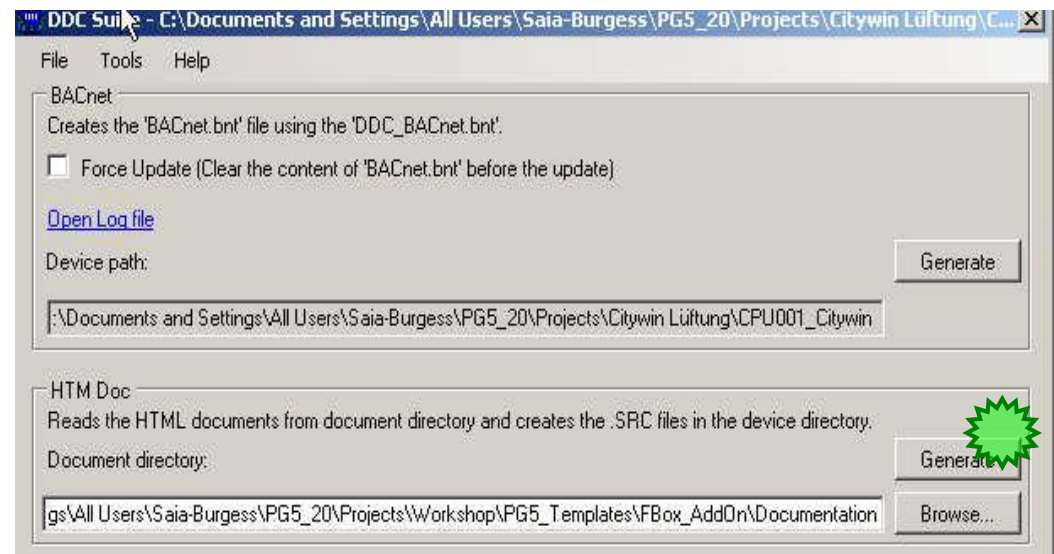 DDC Suite - C:\Documents and Settings\All Users\Saia-Burgess\PG5_20\Projects\Citywin Lüftung\C...
File Tools Help
BACnet
Creates the 'BACnet.bnt' file using the 'DDC_BACnet.bnt'.
Force Update (Clear the content of 'BACnet.bnt' before the update)
Open Log file
Device path:
Generate
:\Documents and Settings\All Users\Saia-Burgess\PG5_20\Projects\Citywin Lüftung\CPU001_Citywin
HTM Doc
Reads the HTML documents from document directory and creates the .SRC files in the device directory.
Document directory:
Generate
gs\All Users\Saia-Burgess\PG5_20\Projects\Workshop\PG5_Templates\FBox_AddOn\Documentation
Browse...